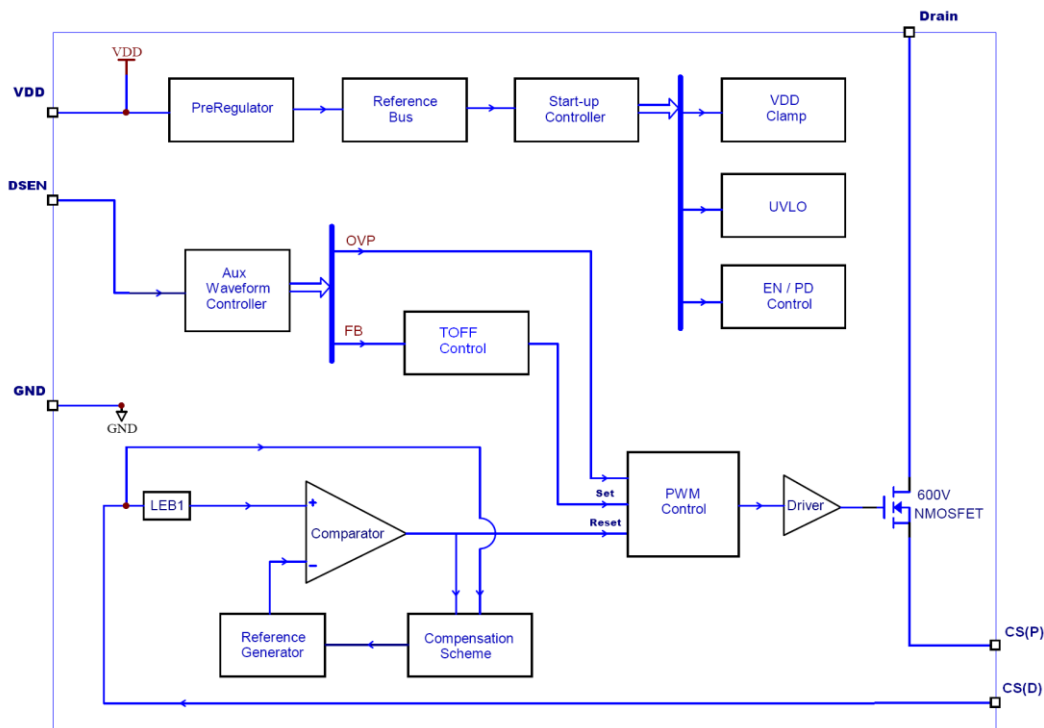 Drain
VDD
VDD
PreRegulator
Reference
Bus
Start-up
Controller
VDD
Clamp
DSEN
UVLO
OVP
Aux
Waveform
Controller
EN / PD
Control
FB
TOFF
Control
GND
GND
LEB1
+
Comparator
−
Set
Reset
PWM
Control
Driver
600V
NMOSFET
Reference
Generator
Compensation
Scheme
CS(P)
CS(D)